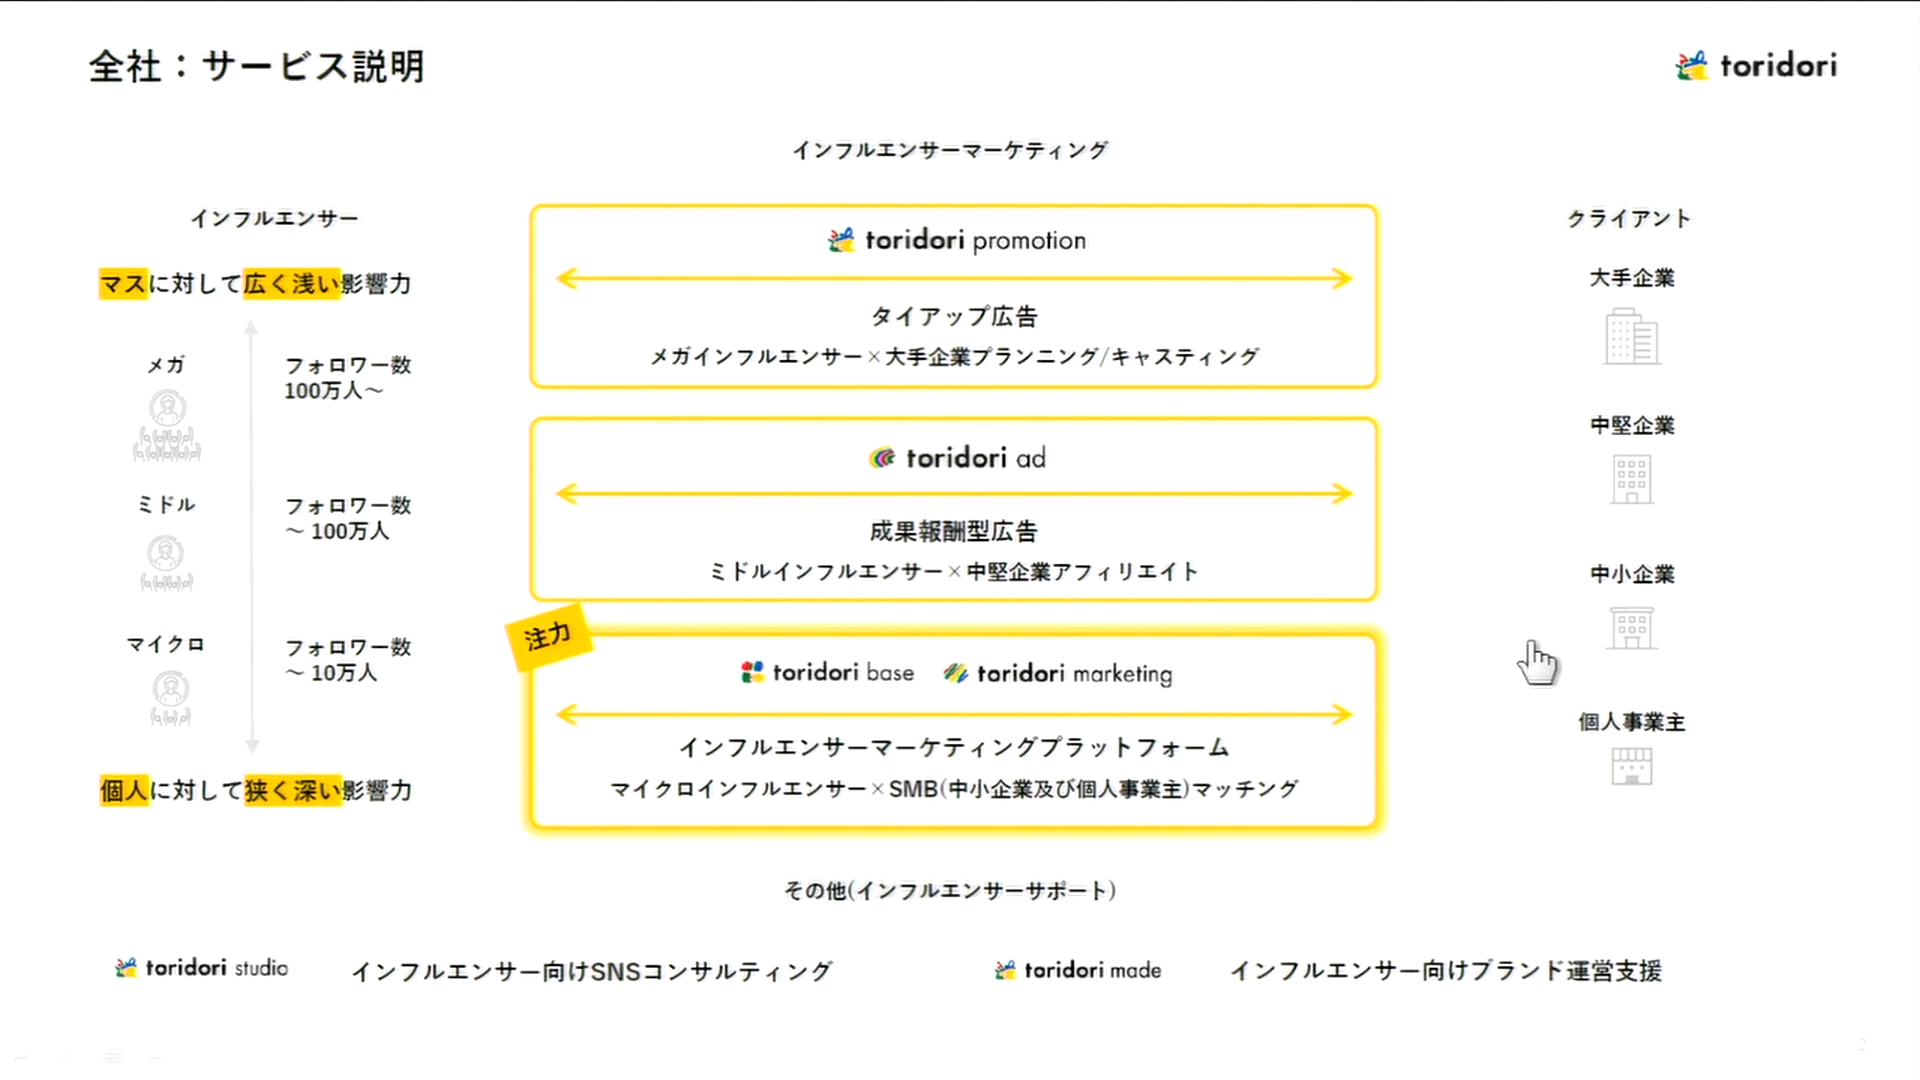 全社：サービス説明
toridori
インフルエンサーマーケティング
インフルエンサー
マスに対して広く浅い影響力
メガ
フォロワー数
100万人～
ミドル
フォロワー数
～ 100万人
マイクロ
フォロワー数
～ 10万人
個人に対して狭く深い影響力
toridori promotion
タイアップ広告
メガインフルエンサー×大手企業プランニング/キャスティング
toridori ad
成果報酬型広告
ミドルインフルエンサー×中堅企業アフィリエイト
注力
toridori base toridori marketing
インフルエンサーマーケティングプラットフォーム
マイクロインフルエンサー×SMB(中小企業及び個人事業主)マッチング
クライアント
大手企業
中堅企業
中小企業
個人事業主
その他(インフルエンサーサポート)
toridori studio インフルエンサー向けSNSコンサルティング
toridori made インフルエンサー向けブランド運営支援
2